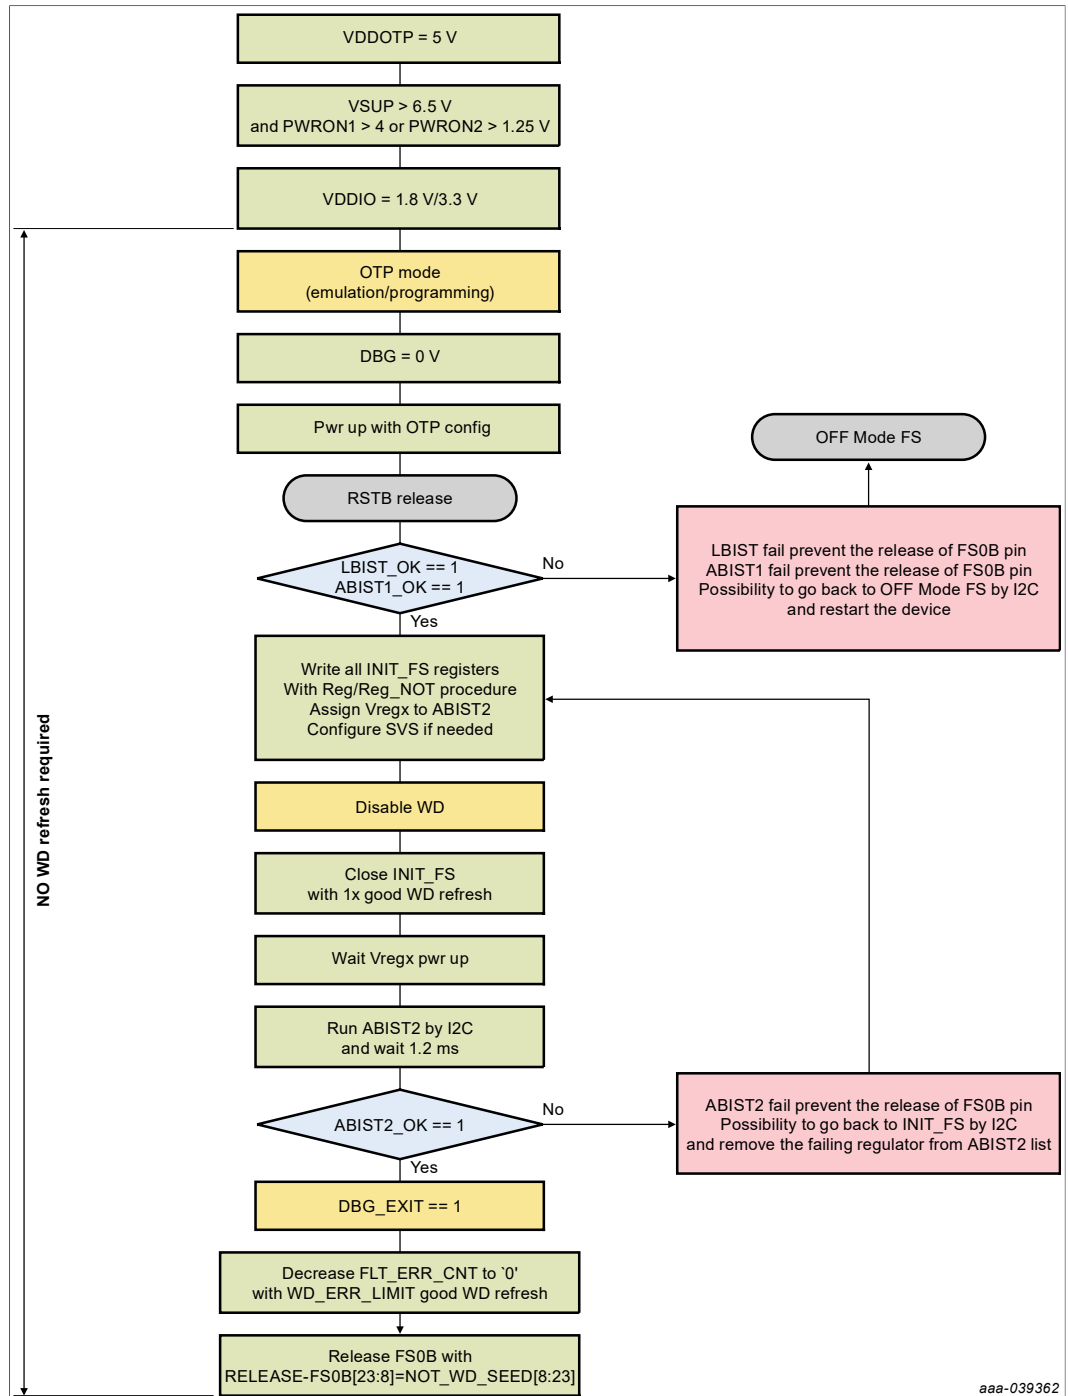 VDDOTP = 5 V
VSUP > 6.5 V
and PWRON1 > 4 or PWRON2 > 1.25 V
VDDIO = 1.8 V/3.3 V
OTP mode
(emulation/programming)
DBG = 0 V
Pwr up with OTP config
OFF Mode FS
RSTB release
LBIST_OK == 1
ABIST1_OK == 1
No
Yes
LBIST fail prevent the release of FS0B pin
ABIST1 fail prevent the release of FS0B pin
Possibility to go back to OFF Mode FS by I2C
and restart the device
Write all INIT_FS registers
With Reg/Reg_NOT procedure
Assign Vregx to ABIST2
Configure SVS if needed
NO WD refresh required
Disable WD
Close INIT_FS
with 1x good WD refresh
Wait Vregx pwr up
Run ABIST2 by I2C
and wait 1.2 ms
ABIST2_OK == 1
No
Yes
ABIST2 fail prevent the release of FS0B pin
Possibility to go back to INIT_FS by I2C
and remove the failing regulator from ABIST2 list
DBG_EXIT == 1
Decrease FLT_ERR_CNT to `0'
with WD_ERR_LIMIT good WD refresh
Release FS0B with
RELEASE-FS0B[23:8]=NOT_WD_SEED[8:23]
aaa-039362